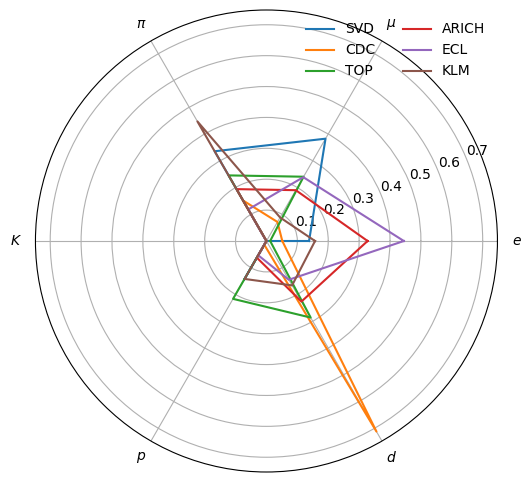 π
μ
SVD ARICH
CDC ECL
TOP KLM
0.7
0.6
0.5
0.4
0.3
0.2
0.1
K
e
p
d